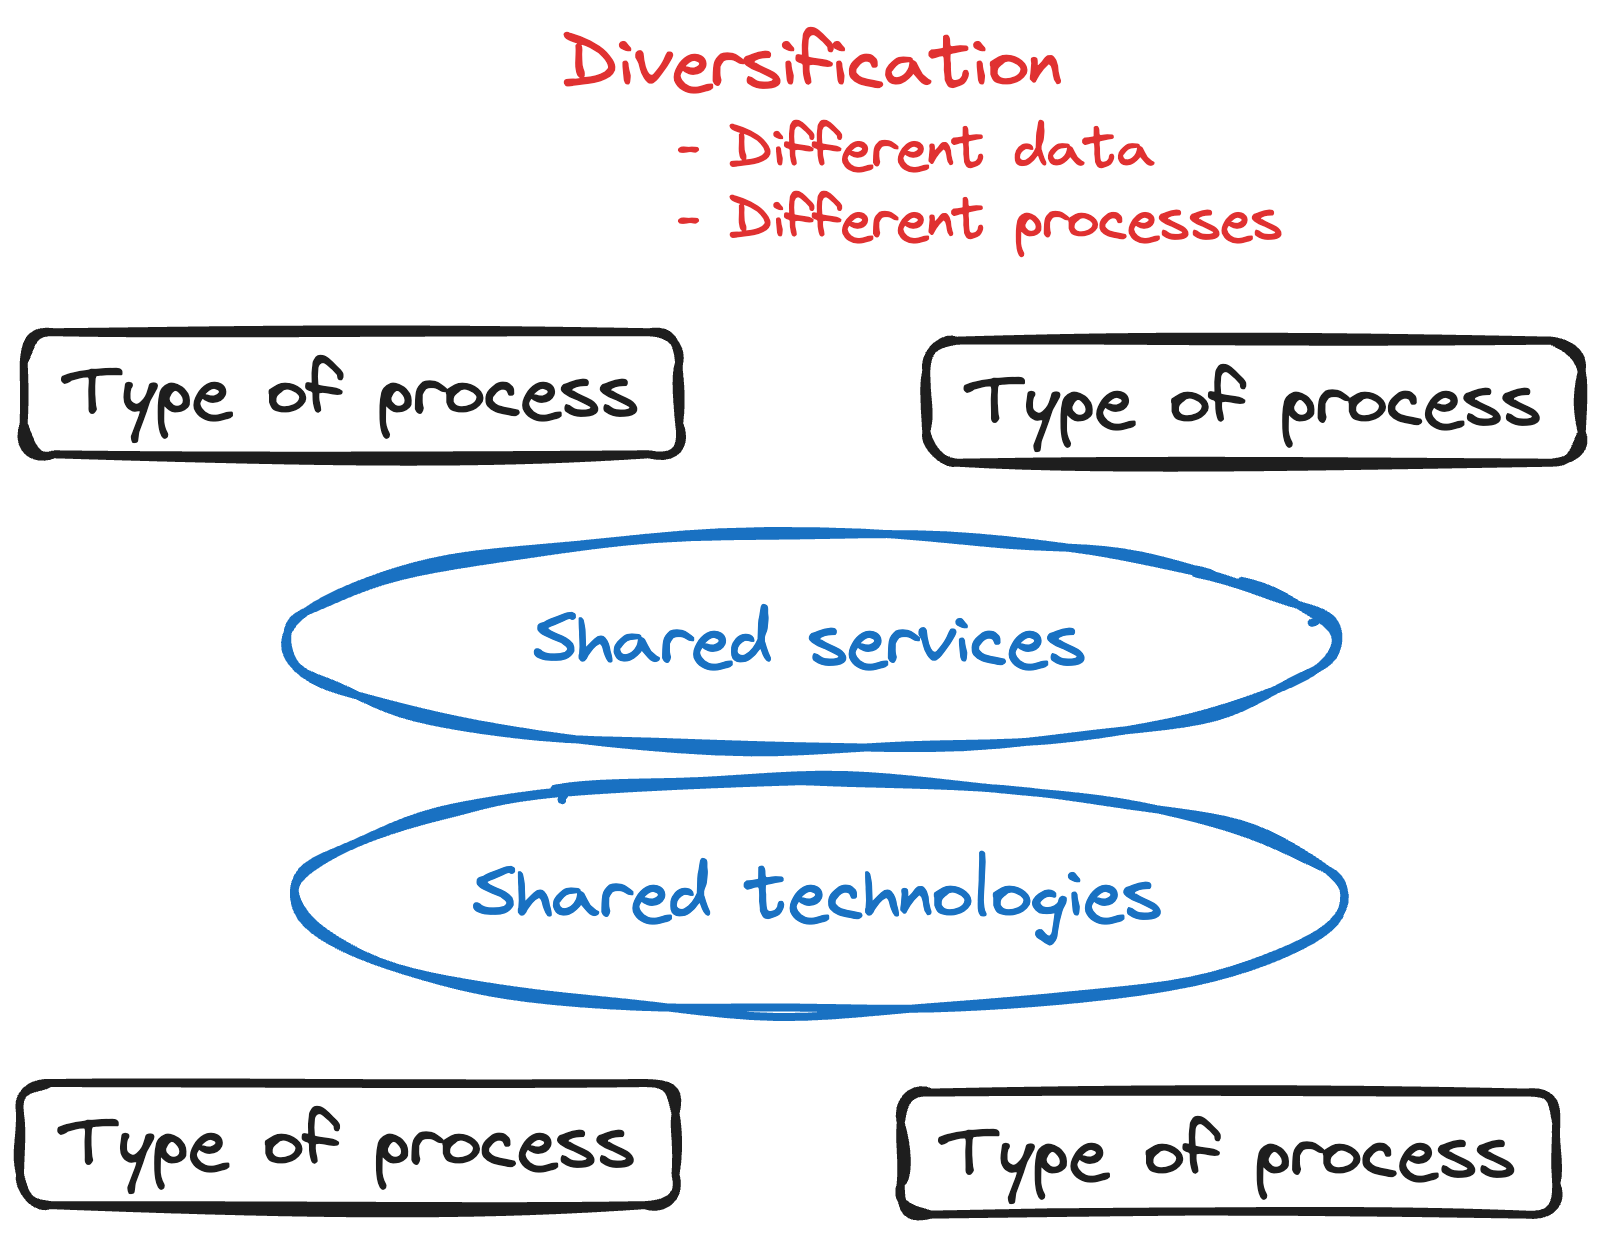 Diversification
- Different data
- Different processes
Type of process
Type of process
Shared services
Shared technologies
Type of process
Type of process